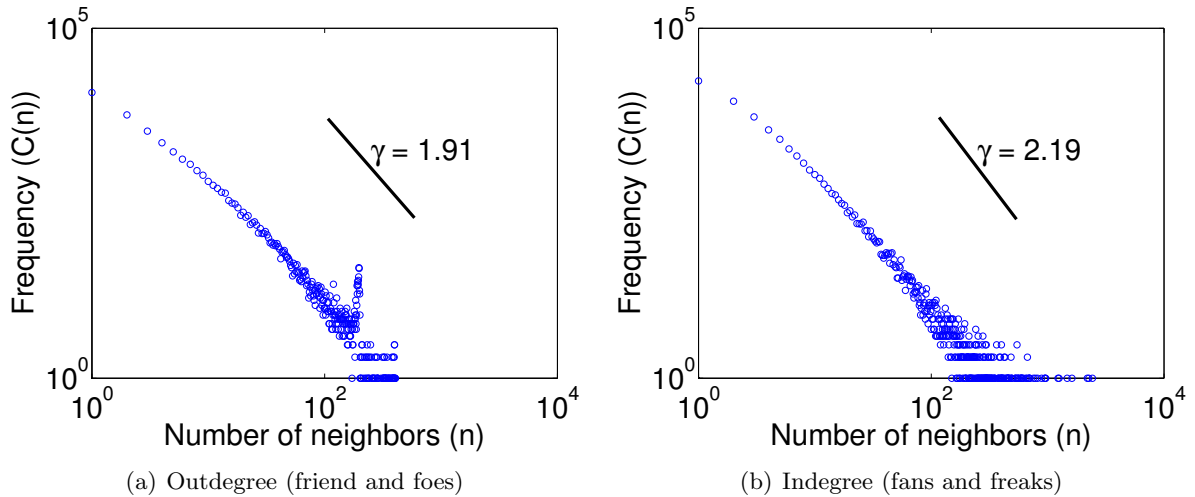 10^5
Frequency (C(n))
γ = 1.91
10^0
10^0 10^2 10^4
Number of neighbors (n)
(a) Outdegree (friend and foes)
10^5
Frequency (C(n))
γ = 2.19
10^0
10^0 10^2 10^4
Number of neighbors (n)
(b) Indegree (fans and freaks)